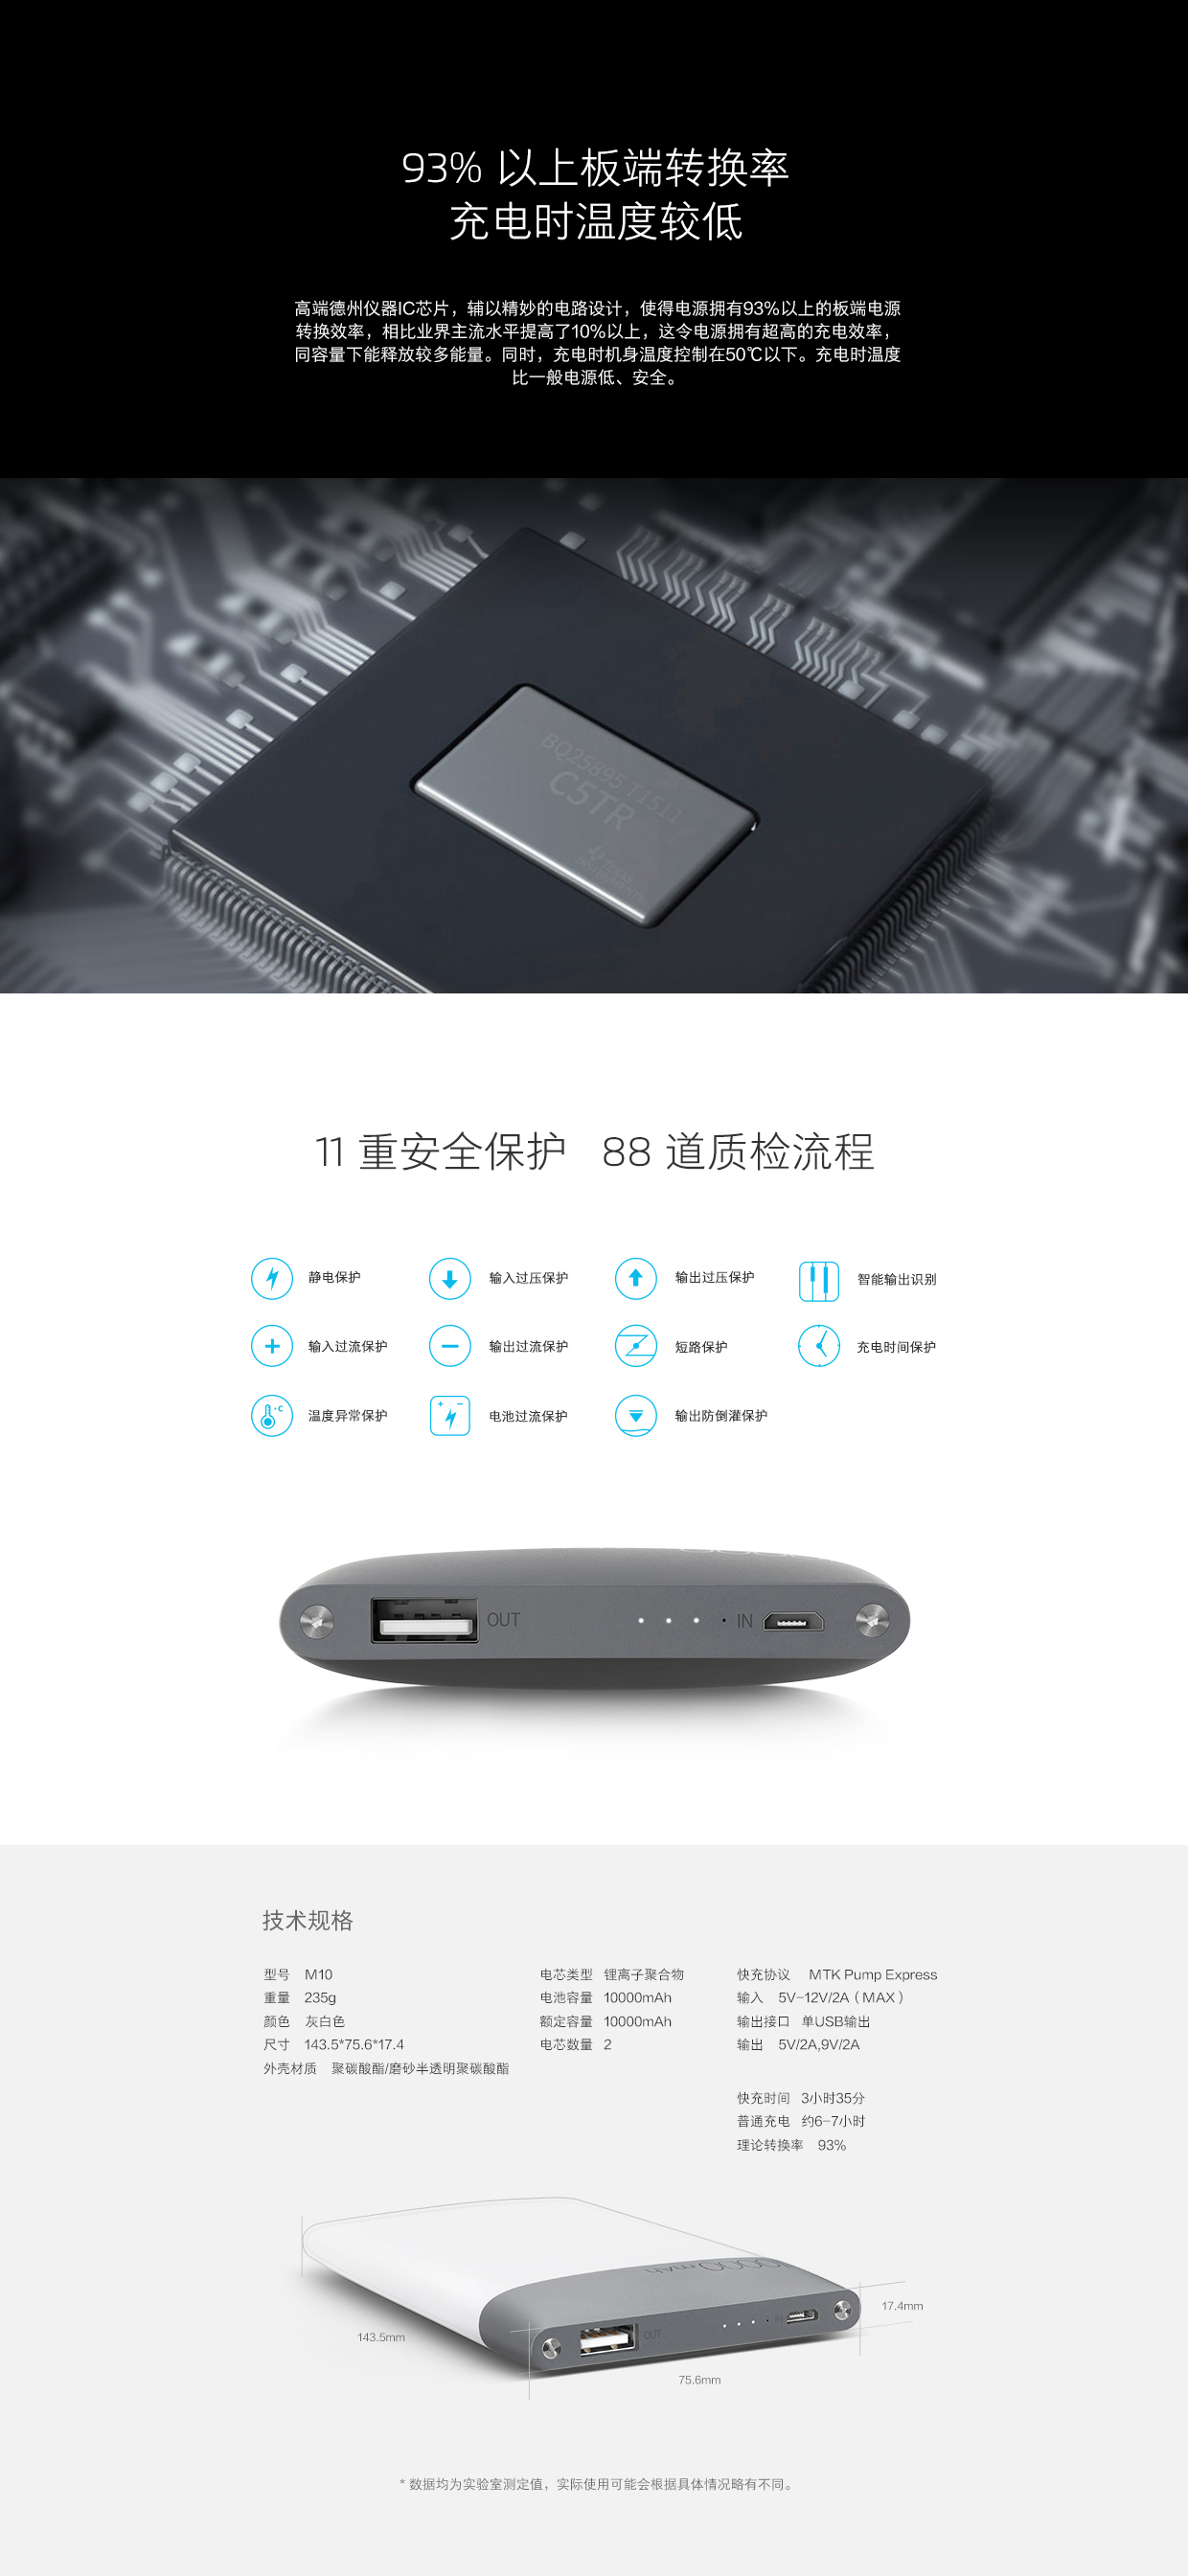 93% 以上板端转换率
充电时温度较低
高端德州仪器IC芯片，辅以精妙的电路设计，使得电源拥有93%以上的板端电源
转换效率，相比业界主流水平提高了10%以上，这令电源拥有超高的充电效率，
同容量下能释放较多能量。同时，充电时机身温度控制在50℃以下。充电时温度
比一般电源低、安全。
BQ25895 T1511
C5TR
TEXAS
INSTRUMENTS
11 重安全保护 88 道质检流程
静电保护 输入过压保护 输出过压保护 智能输出识别
输入过流保护 输出过流保护 短路保护 充电时间保护
温度异常保护 电池过流保护 输出防倒灌保护
OUT IN
技术规格
型号 M10
重量 235g
颜色 灰白色
尺寸 143.5*75.6*17.4
外壳材质 聚碳酸酯/磨砂半透明聚碳酸酯
电芯类型 锂离子聚合物
电池容量 10000mAh
额定容量 10000mAh
电芯数量 2
快充协议 MTK Pump Express
输入 5V-12V/2A（MAX）
输出接口 单USB输出
输出 5V/2A,9V/2A
快充时间 3小时35分
普通充电 约6-7小时
理论转换率 93%
10000mAh
OUT IN
17.4mm
143.5mm
75.6mm
* 数据均为实验室测定值，实际使用可能会根据具体情况略有不同。